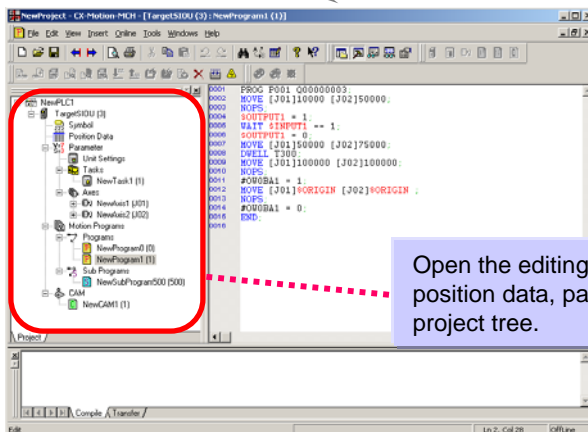 NewProject - CX-Motion-MCH - [TargetSIOU (3) : NewProgram1 (1)]
File Edit View Insert Online Tools Windows Help
NewPLC1
TargetSIOU [3]
Symbol
Position Data
Parameter
Unit Settings
Tasks
NewTask1 (1)
Axes
NewAxis1 (J01)
NewAxis2 (J02)
Motion Programs
Programs
NewProgram0 (0)
NewProgram1 (1)
Sub Programs
NewSubProgram500 (500)
CAM
NewCAM1 (1)
Project
0001 PROG P001 Q00000003
0002 MOVE [J01]10000 [J02]50000;
0003 NOPS;
0004 $OUTPUT1 = 1;
0005 WAIT $INPUT1 == 1;
0006 $OUTPUT1 = 0;
0007 MOVE [J01]50000 [J02]75000;
0008 DWELL T300;
0009 MOVE [J01]100000 [J02]100000;
0010 NOPS;
0011 #OW0BA1 = 1;
0012 MOVE [J01]$ORIGIN [J02]$ORIGIN ;
0013 NOPS;
0014 #OW0BA1 = 0;
0015 END;
0016
Open the editing
position data, pa
project tree.
Compile Transfer
Edit Ln 2, Col 28 OffLine